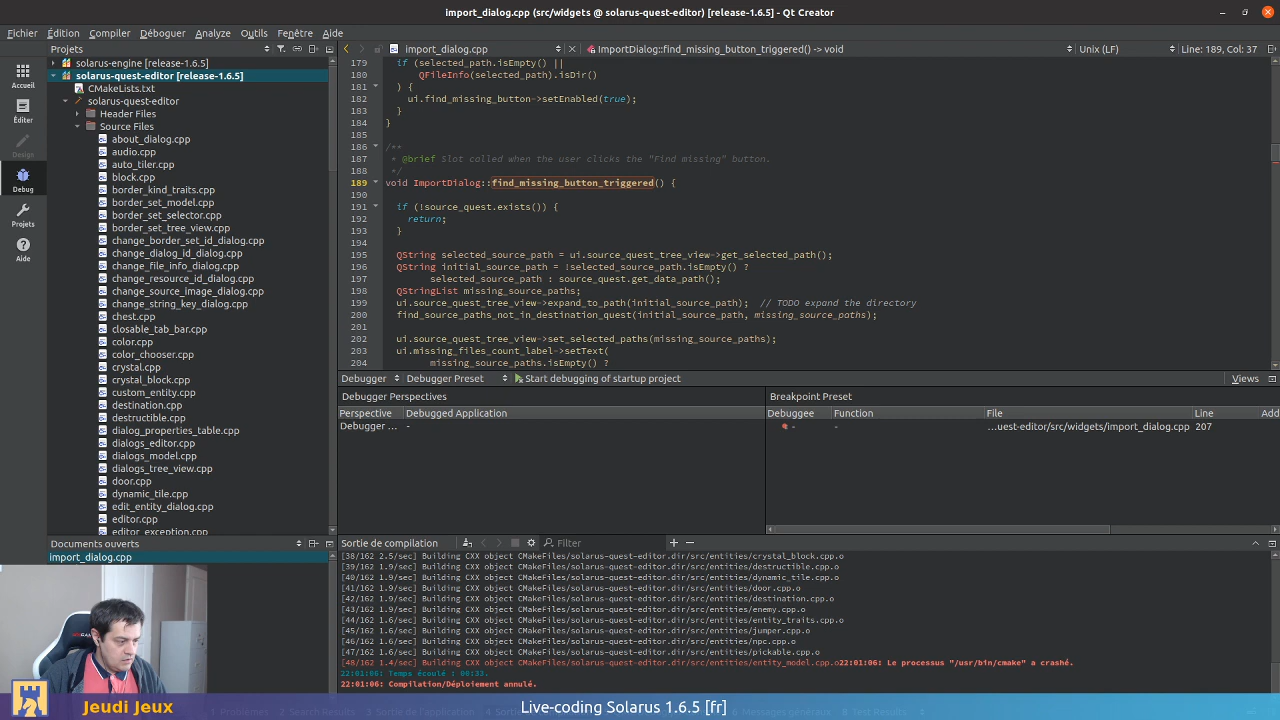 import_dialog.cpp (src/widgets @ solarus-quest-editor) [release-1.6.5] - Qt Creator
Fichier Édition Compiler Déboguer Analyze Outils Fenêtre Aide
Projets import_dialog.cpp ImportDialog::find_missing_button_triggered() -> void Unix (LF) Line: 189, Col: 37
Accueil
Éditer
Design
Debug
Projets
Aide
solarus-engine [release-1.6.5]
solarus-quest-editor [release-1.6.5]
CMakeLists.txt
solarus-quest-editor
Header Files
Source Files
about_dialog.cpp
audio.cpp
auto_tiler.cpp
block.cpp
border_kind_traits.cpp
border_set_model.cpp
border_set_selector.cpp
border_set_tree_view.cpp
change_border_set_id_dialog.cpp
change_dialog_id_dialog.cpp
change_file_info_dialog.cpp
change_resource_id_dialog.cpp
change_source_image_dialog.cpp
change_string_key_dialog.cpp
chest.cpp
closable_tab_bar.cpp
color.cpp
color_chooser.cpp
crystal.cpp
crystal_block.cpp
custom_entity.cpp
destination.cpp
destructible.cpp
dialog_properties_table.cpp
dialogs_editor.cpp
dialogs_model.cpp
dialogs_tree_view.cpp
door.cpp
dynamic_tile.cpp
edit_entity_dialog.cpp
editor.cpp
editor_exception.cpp
Documents ouverts
import_dialog.cpp
179 if (selected_path.isEmpty() ||
180 QFileInfo(selected_path).isDir()
181 ) {
182 ui.find_missing_button->setEnabled(true);
183 }
184 }
185
186 /**
187 * @brief Slot called when the user clicks the "Find missing" button.
188 */
189 void ImportDialog::find_missing_button_triggered() {
190
191 if (!source_quest.exists()) {
192 return;
193 }
194
195 QString selected_source_path = ui.source_quest_tree_view->get_selected_path();
196 QString initial_source_path = !selected_source_path.isEmpty() ?
197 selected_source_path : source_quest.get_data_path();
198 QStringList missing_source_paths;
199 ui.source_quest_tree_view->expand_to_path(initial_source_path); // TODO expand the directory
200 find_source_paths_not_in_destination_quest(initial_source_path, missing_source_paths);
201
202 ui.source_quest_tree_view->set_selected_paths(missing_source_paths);
203 ui.missing_files_count_label->setText(
204 missing_source_paths.isEmpty() ?
Debugger Debugger Preset Start debugging of startup project Views
Debugger Perspectives Breakpoint Preset
Perspective Debugged Application Debuggee Function File Line Add
Debugger ... - - - ...uest-editor/src/widgets/import_dialog.cpp 207
Sortie de compilation Filter
[38/162 2.5/sec] Building CXX object CMakeFiles/solarus-quest-editor.dir/src/entities/crystal_block.cpp.o
[39/162 1.9/sec] Building CXX object CMakeFiles/solarus-quest-editor.dir/src/entities/destructible.cpp.o
[40/162 1.9/sec] Building CXX object CMakeFiles/solarus-quest-editor.dir/src/entities/dynamic_tile.cpp.o
[41/162 1.9/sec] Building CXX object CMakeFiles/solarus-quest-editor.dir/src/entities/door.cpp.o
[42/162 1.9/sec] Building CXX object CMakeFiles/solarus-quest-editor.dir/src/entities/destination.cpp.o
[43/162 1.9/sec] Building CXX object CMakeFiles/solarus-quest-editor.dir/src/entities/enemy.cpp.o
[44/162 1.9/sec] Building CXX object CMakeFiles/solarus-quest-editor.dir/src/entities/entity_traits.cpp.o
[45/162 1.9/sec] Building CXX object CMakeFiles/solarus-quest-editor.dir/src/entities/jumper.cpp.o
[46/162 1.9/sec] Building CXX object CMakeFiles/solarus-quest-editor.dir/src/entities/npc.cpp.o
[47/162 1.9/sec] Building CXX object CMakeFiles/solarus-quest-editor.dir/src/entities/pickable.cpp.o
[48/162 1.4/sec] Building CXX object CMakeFiles/solarus-quest-editor.dir/src/entities/entity_model.cpp.o22:01:06: Le processus "/usr/bin/cmake" a crashé.
22:01:06: Temps écoulé : 00:33.
22:01:06: Compilation/Déploiement annulé.
Jeudi Jeux Live-coding Solarus 1.6.5 [fr]